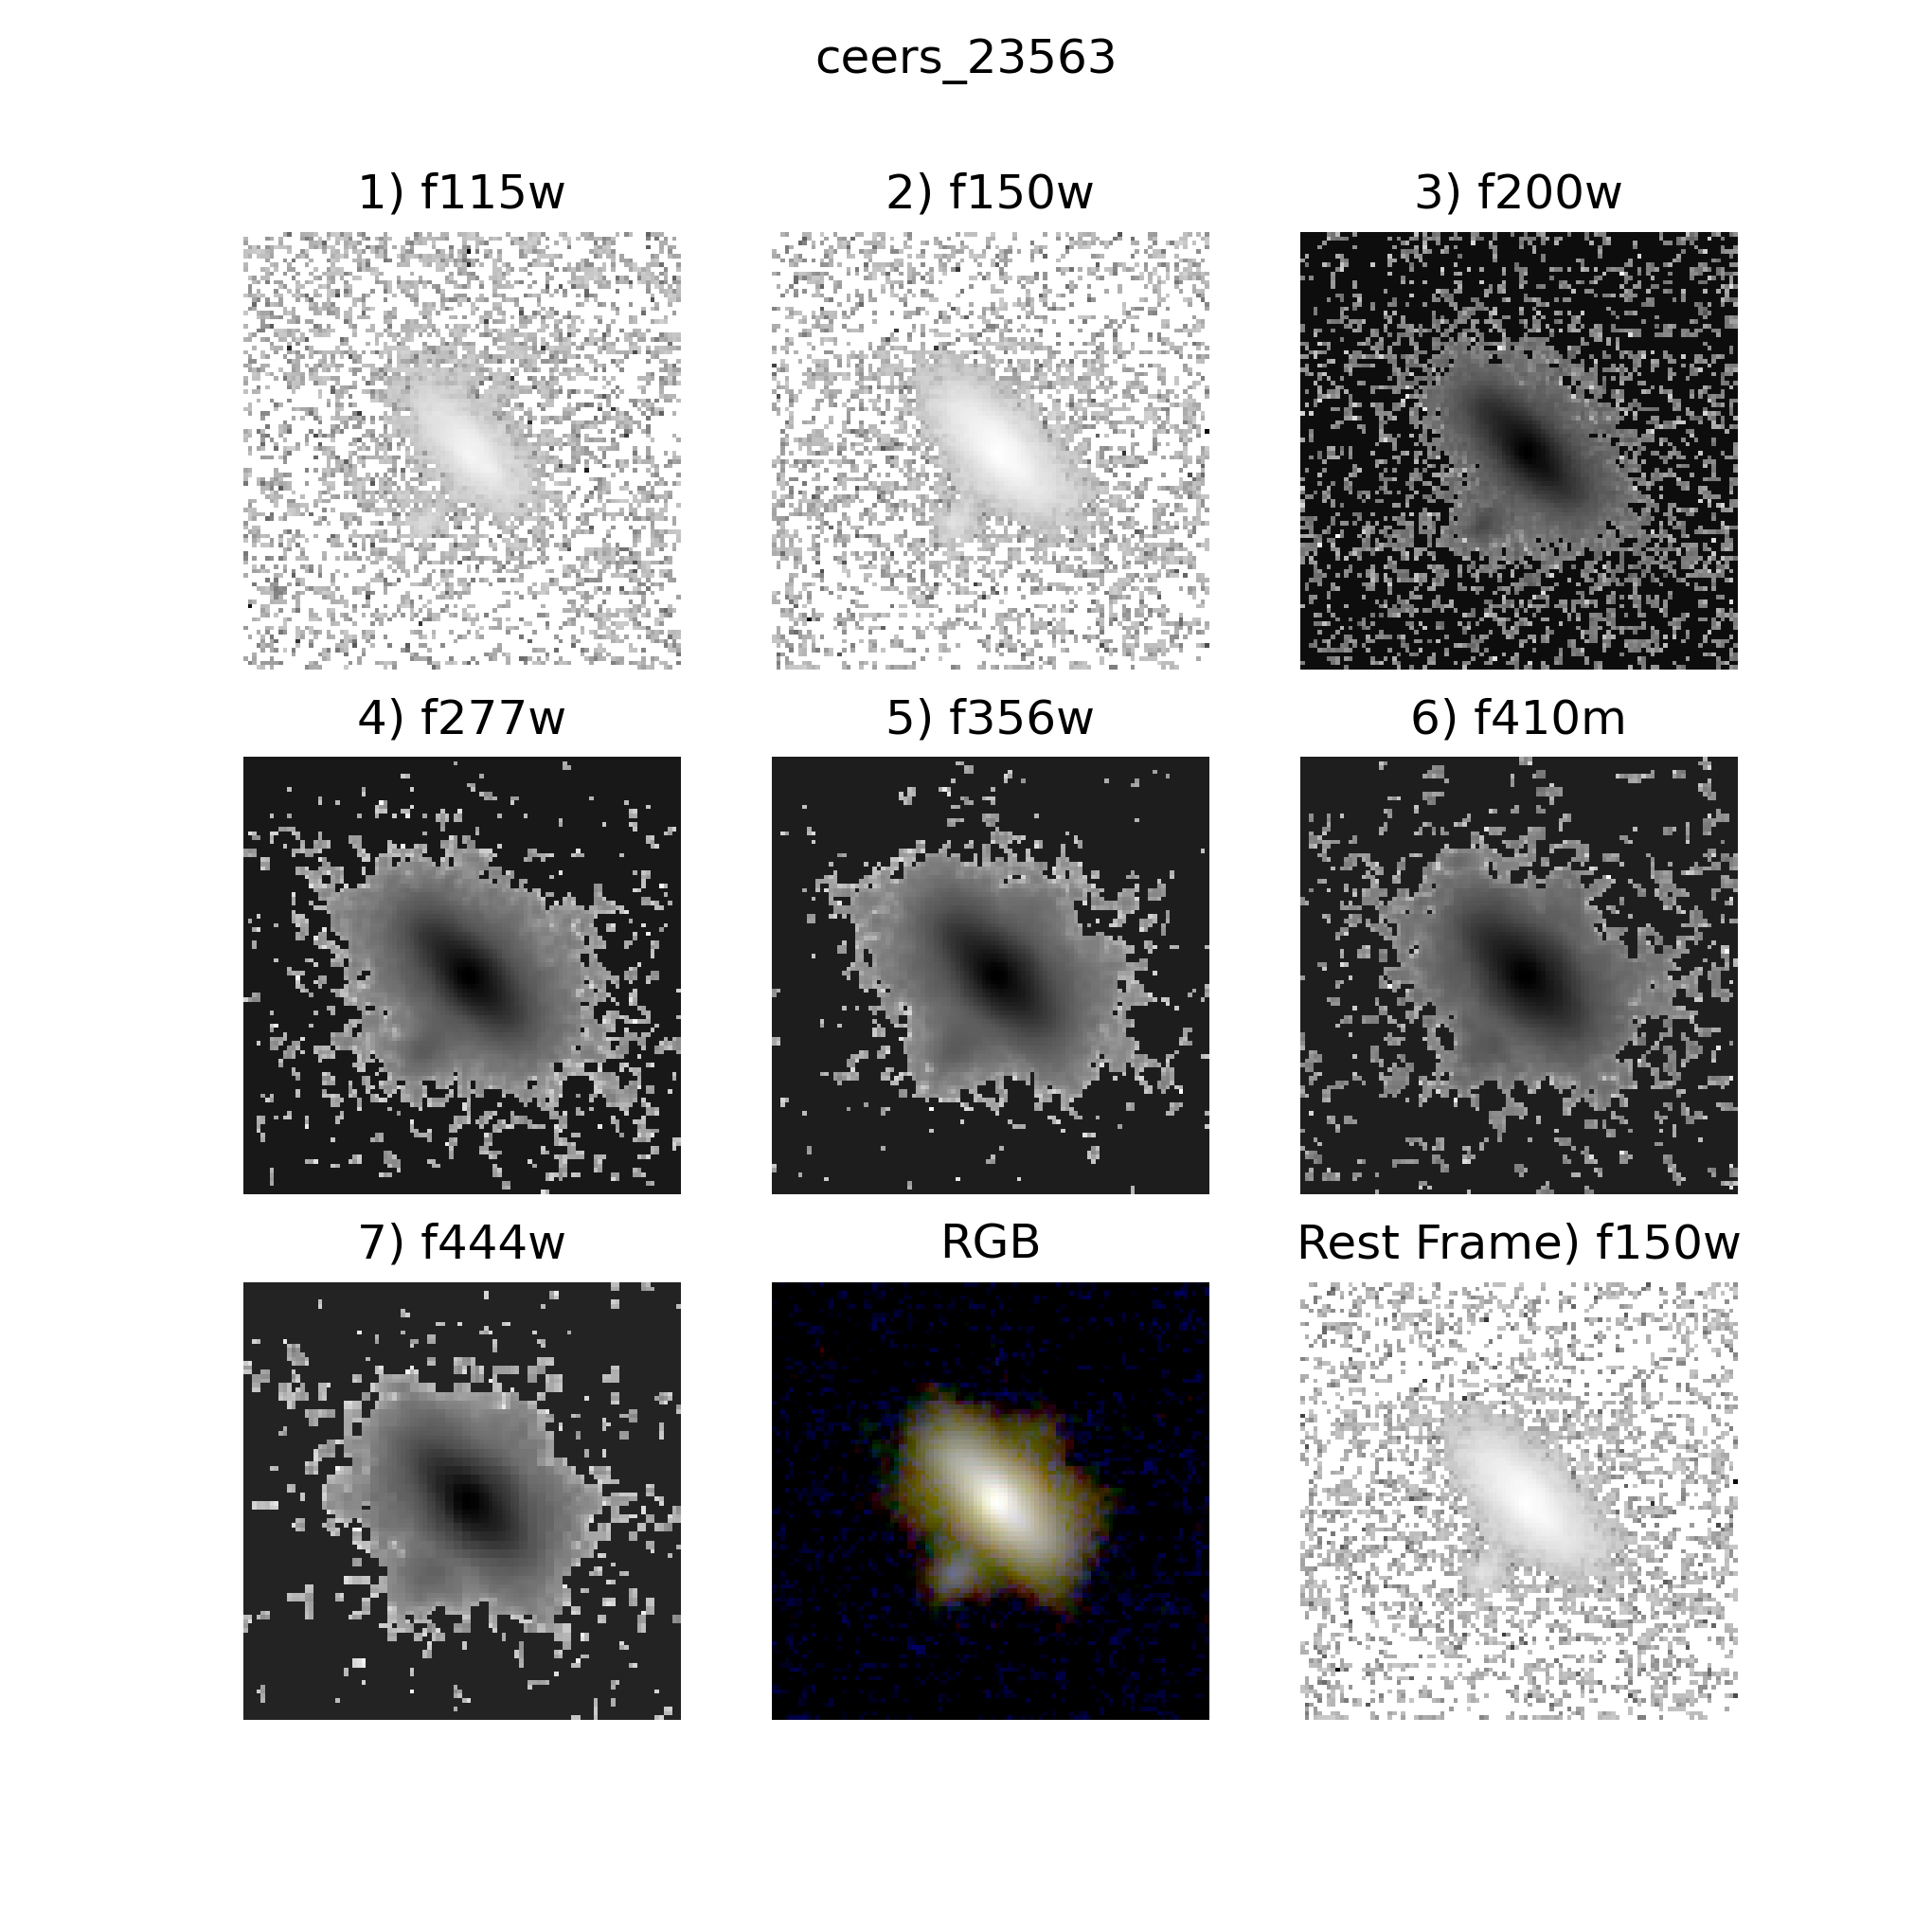 ceers_23563
1) f115w
2) f150w
3) f200w
4) f277w
5) f356w
6) f410m
7) f444w
RGB
Rest Frame) f150w